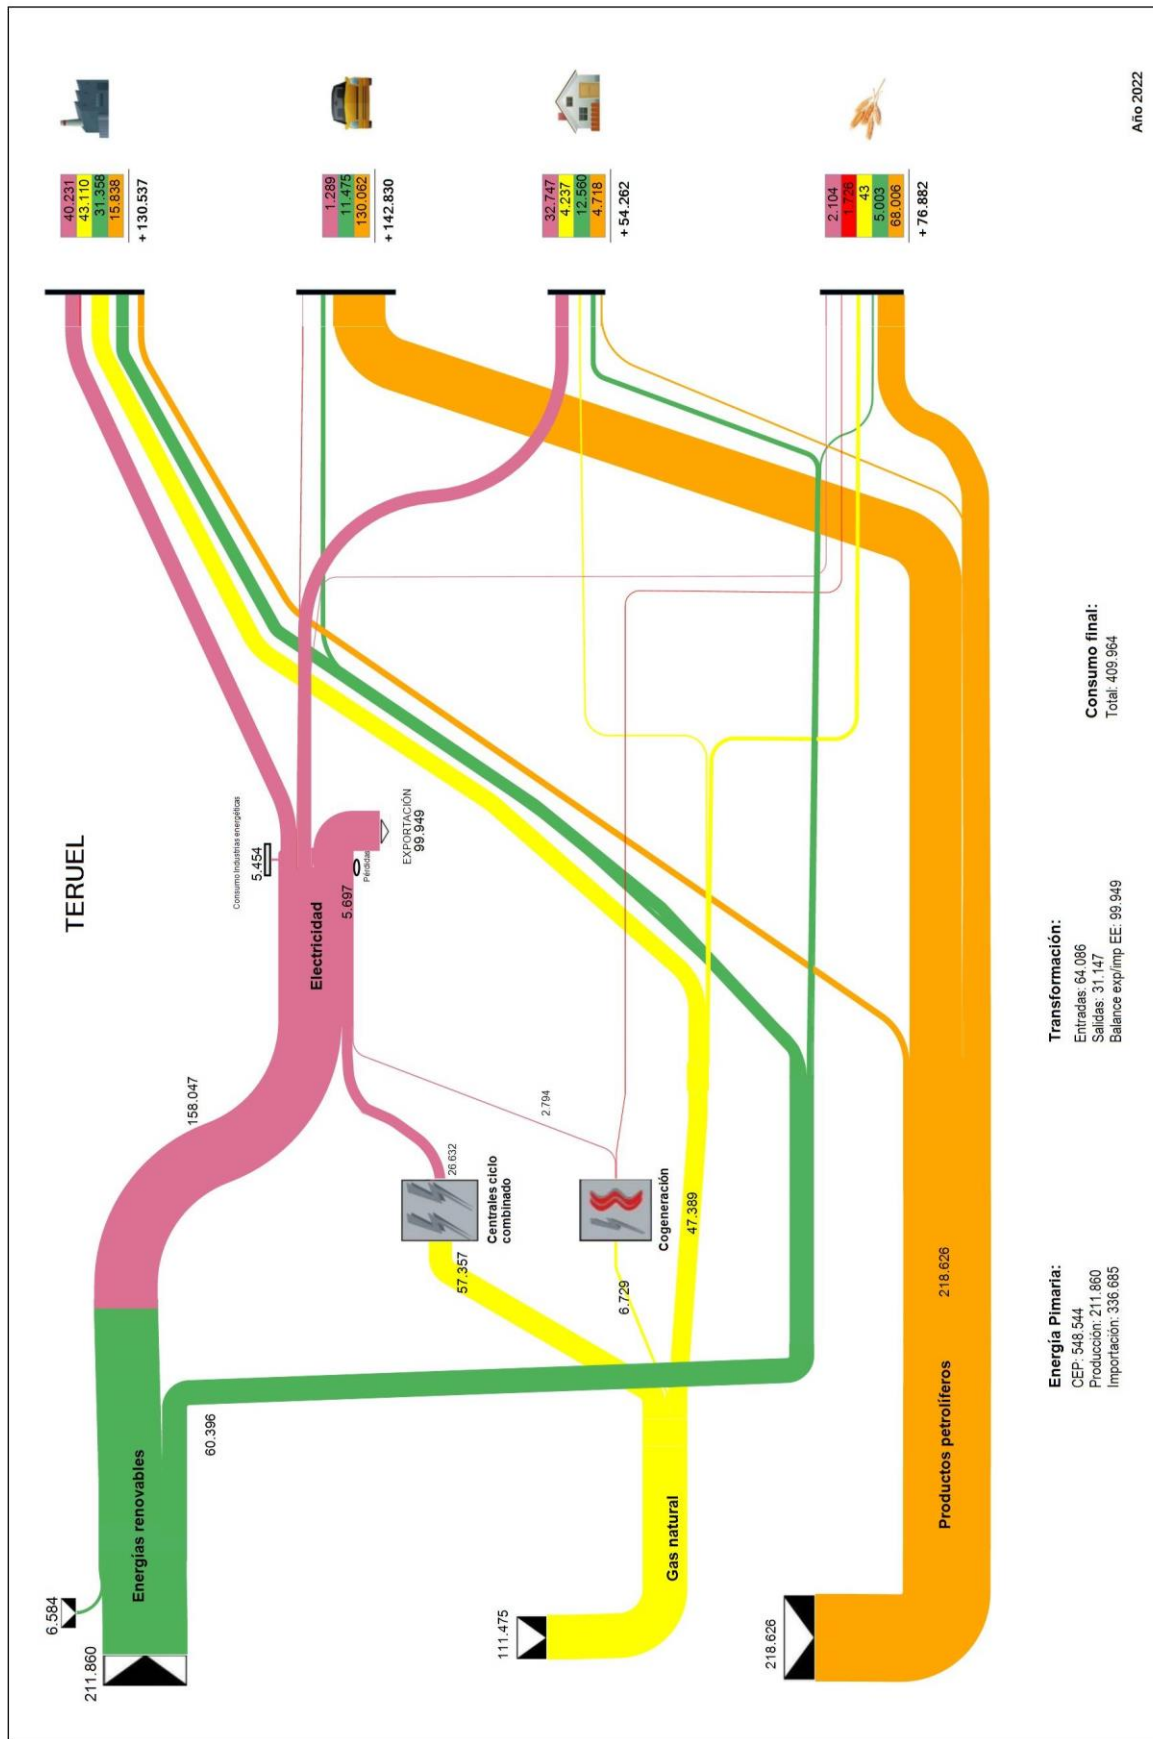 TERUEL
211.860
6.584
Energías renovables
60.396
158.047
111.475
Gas natural
57.357
6.729
47.389
Centrales ciclo
combinado
26.632
Cogeneración
2.794
218.626
Productos petrolíferos
218.626
Electricidad
Consumo Industrias energéticas
5.454
5.697
Pérdidas
EXPORTACIÓN
99.949
40.231
43.110
31.358
15.838
+ 130.537
1.289
11.475
130.062
+ 142.830
32.747
4.237
12.560
4.718
+ 54.262
2.104
1.726
43
5.003
68.006
+ 76.882
Energía Pimaria:
CEP: 548.544
Producción: 211.860
Importación: 336.685
Transformación:
Entradas: 64.086
Salidas: 31.147
Balance exp/imp EE: 99.949
Consumo final:
Total: 409.964
Año 2022